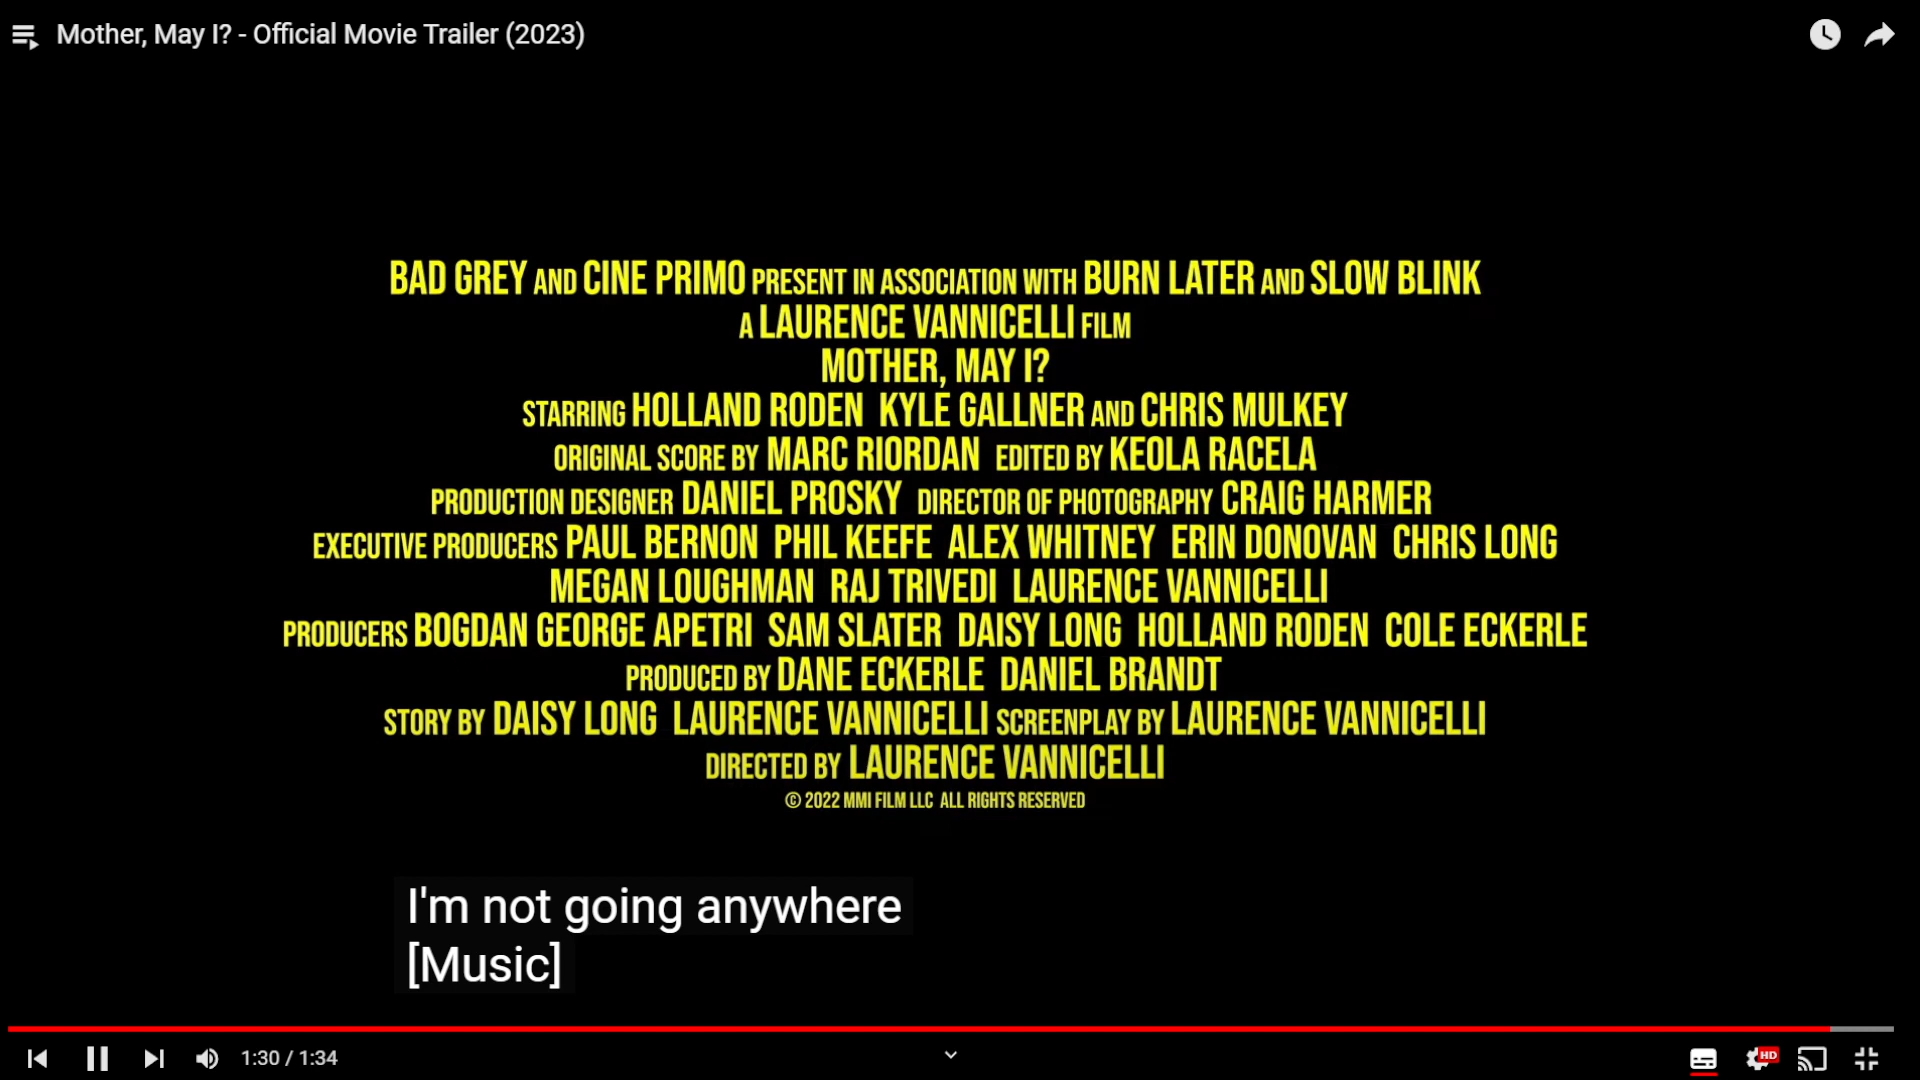 Mother, May I? - Official Movie Trailer (2023)
BAD GREY AND CINE PRIMO PRESENT IN ASSOCIATION WITH BURN LATER AND SLOW BLINK
A LAURENCE VANNICELLI FILM
MOTHER, MAY I?
STARRING HOLLAND RODEN KYLE GALLNER AND CHRIS MULKEY
ORIGINAL SCORE BY MARC RIORDAN EDITED BY KEOLA RACELA
PRODUCTION DESIGNER DANIEL PROSKY DIRECTOR OF PHOTOGRAPHY CRAIG HARMER
EXECUTIVE PRODUCERS PAUL BERNON PHIL KEEFE ALEX WHITNEY ERIN DONOVAN CHRIS LONG
MEGAN LOUGHMAN RAJ TRIVEDI LAURENCE VANNICELLI
PRODUCERS BOGDAN GEORGE APETRI SAM SLATER DAISY LONG HOLLAND RODEN COLE ECKERLE
PRODUCED BY DANE ECKERLE DANIEL BRANDT
STORY BY DAISY LONG LAURENCE VANNICELLI SCREENPLAY BY LAURENCE VANNICELLI
DIRECTED BY LAURENCE VANNICELLI
© 2022 MMI FILM LLC ALL RIGHTS RESERVED
I'm not going anywhere
[Music]
1:30 / 1:34
HD